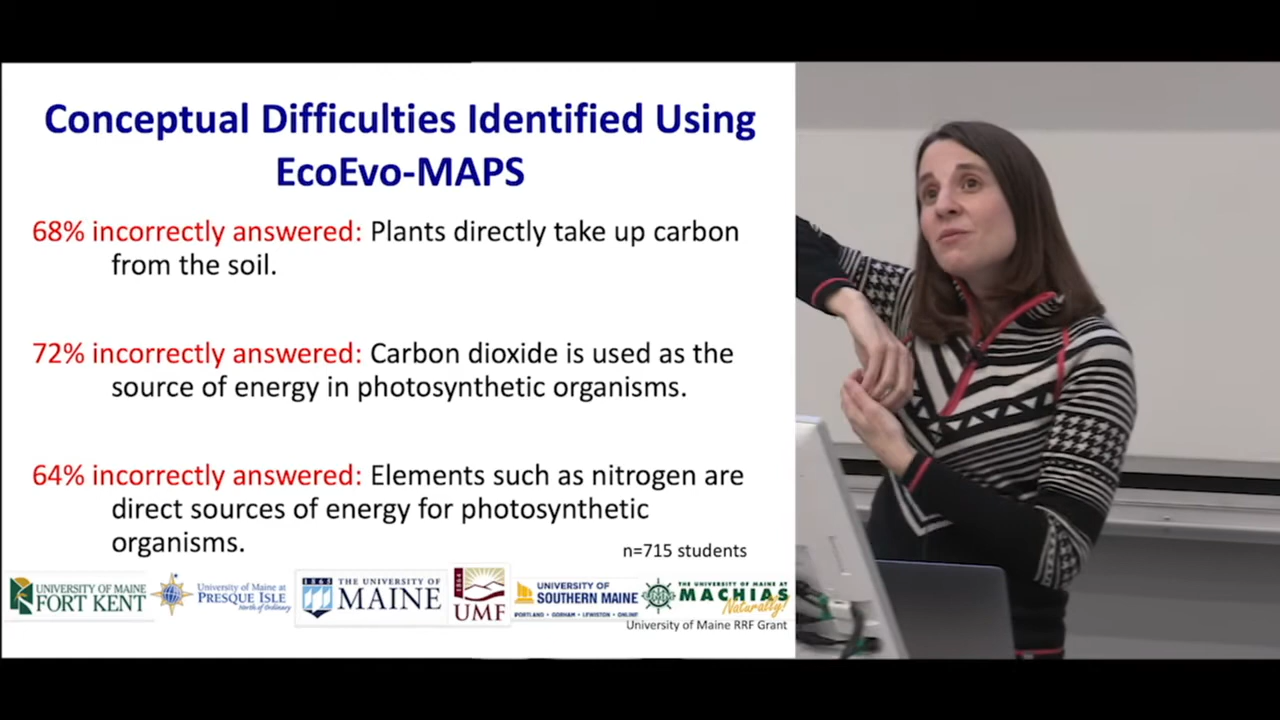 Conceptual Difficulties Identified Using
EcoEvo-MAPS
68% incorrectly answered: Plants directly take up carbon
from the soil.
72% incorrectly answered: Carbon dioxide is used as the
source of energy in photosynthetic organisms.
64% incorrectly answered: Elements such as nitrogen are
direct sources of energy for photosynthetic
organisms.
n=715 students
UNIVERSITY OF MAINE
FORT KENT
University of Maine at
PRESQUE ISLE
North of Ordinary
1865
THE UNIVERSITY OF
MAINE
1864
UMF
UNIVERSITY OF
SOUTHERN MAINE
PORTLAND • GORHAM • LEWISTON • ONLINE
THE UNIVERSITY OF MAINE AT
MACHIAS
Naturally!
University of Maine RRF Grant